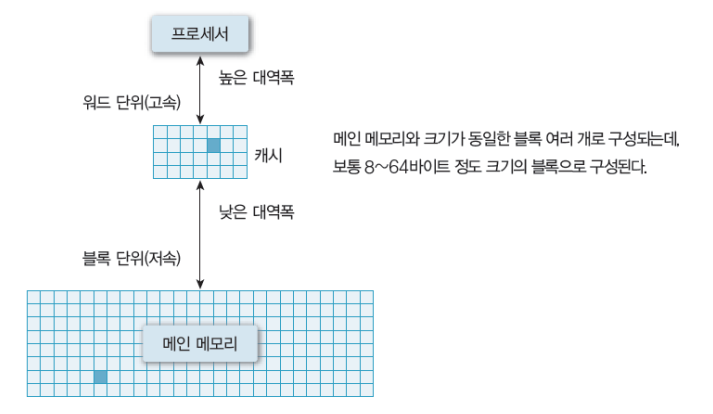 프로세서
높은 대역폭
워드 단위(고속)
캐시
메인 메모리와 크기가 동일한 블록 여러 개로 구성되는데,
보통 8~64바이트 정도 크기의 블록으로 구성된다.
낮은 대역폭
블록 단위(저속)
메인 메모리